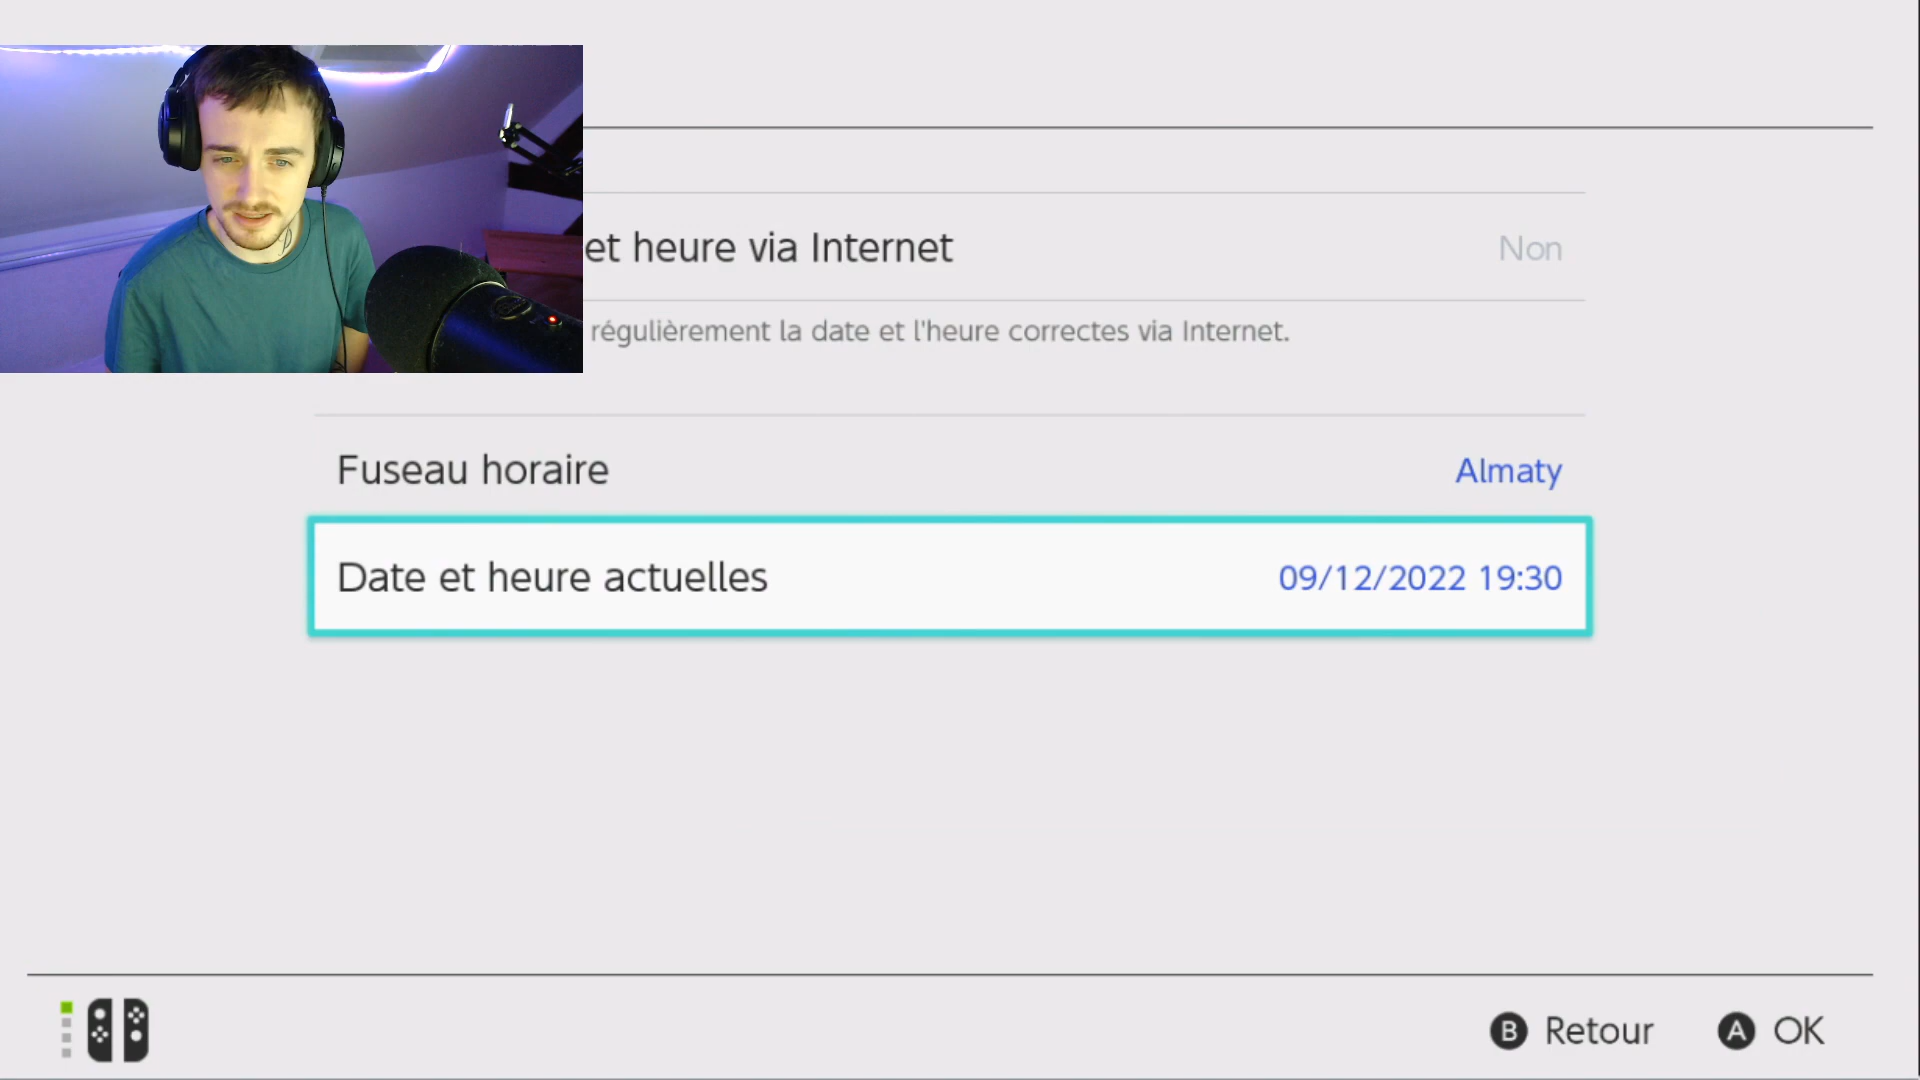 et heure via Internet
Non
régulièrement la date et l'heure correctes via Internet.
Fuseau horaire
Almaty
Date et heure actuelles
09/12/2022 19:30
B Retour
A OK